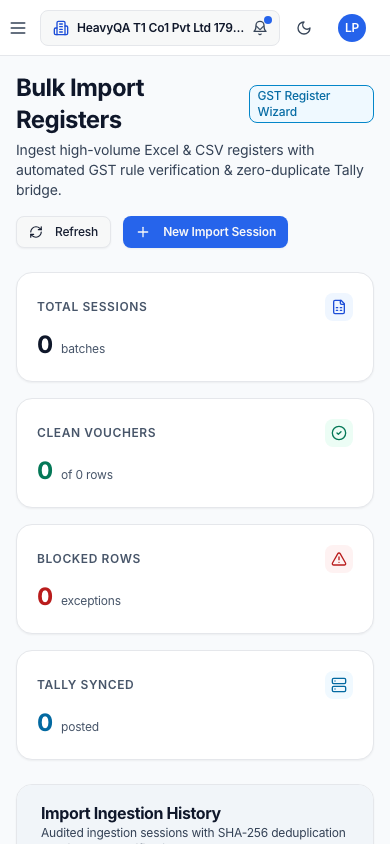 HeavyQA T1 Co1 Pvt Ltd 179...
LP
Bulk Import
Registers
GST Register
Wizard
Ingest high-volume Excel & CSV registers with
automated GST rule verification & zero-duplicate Tally
bridge.
Refresh
New Import Session
TOTAL SESSIONS
0 batches
CLEAN VOUCHERS
0 of 0 rows
BLOCKED ROWS
0 exceptions
TALLY SYNCED
0 posted
Import Ingestion History
Audited ingestion sessions with SHA-256 deduplication